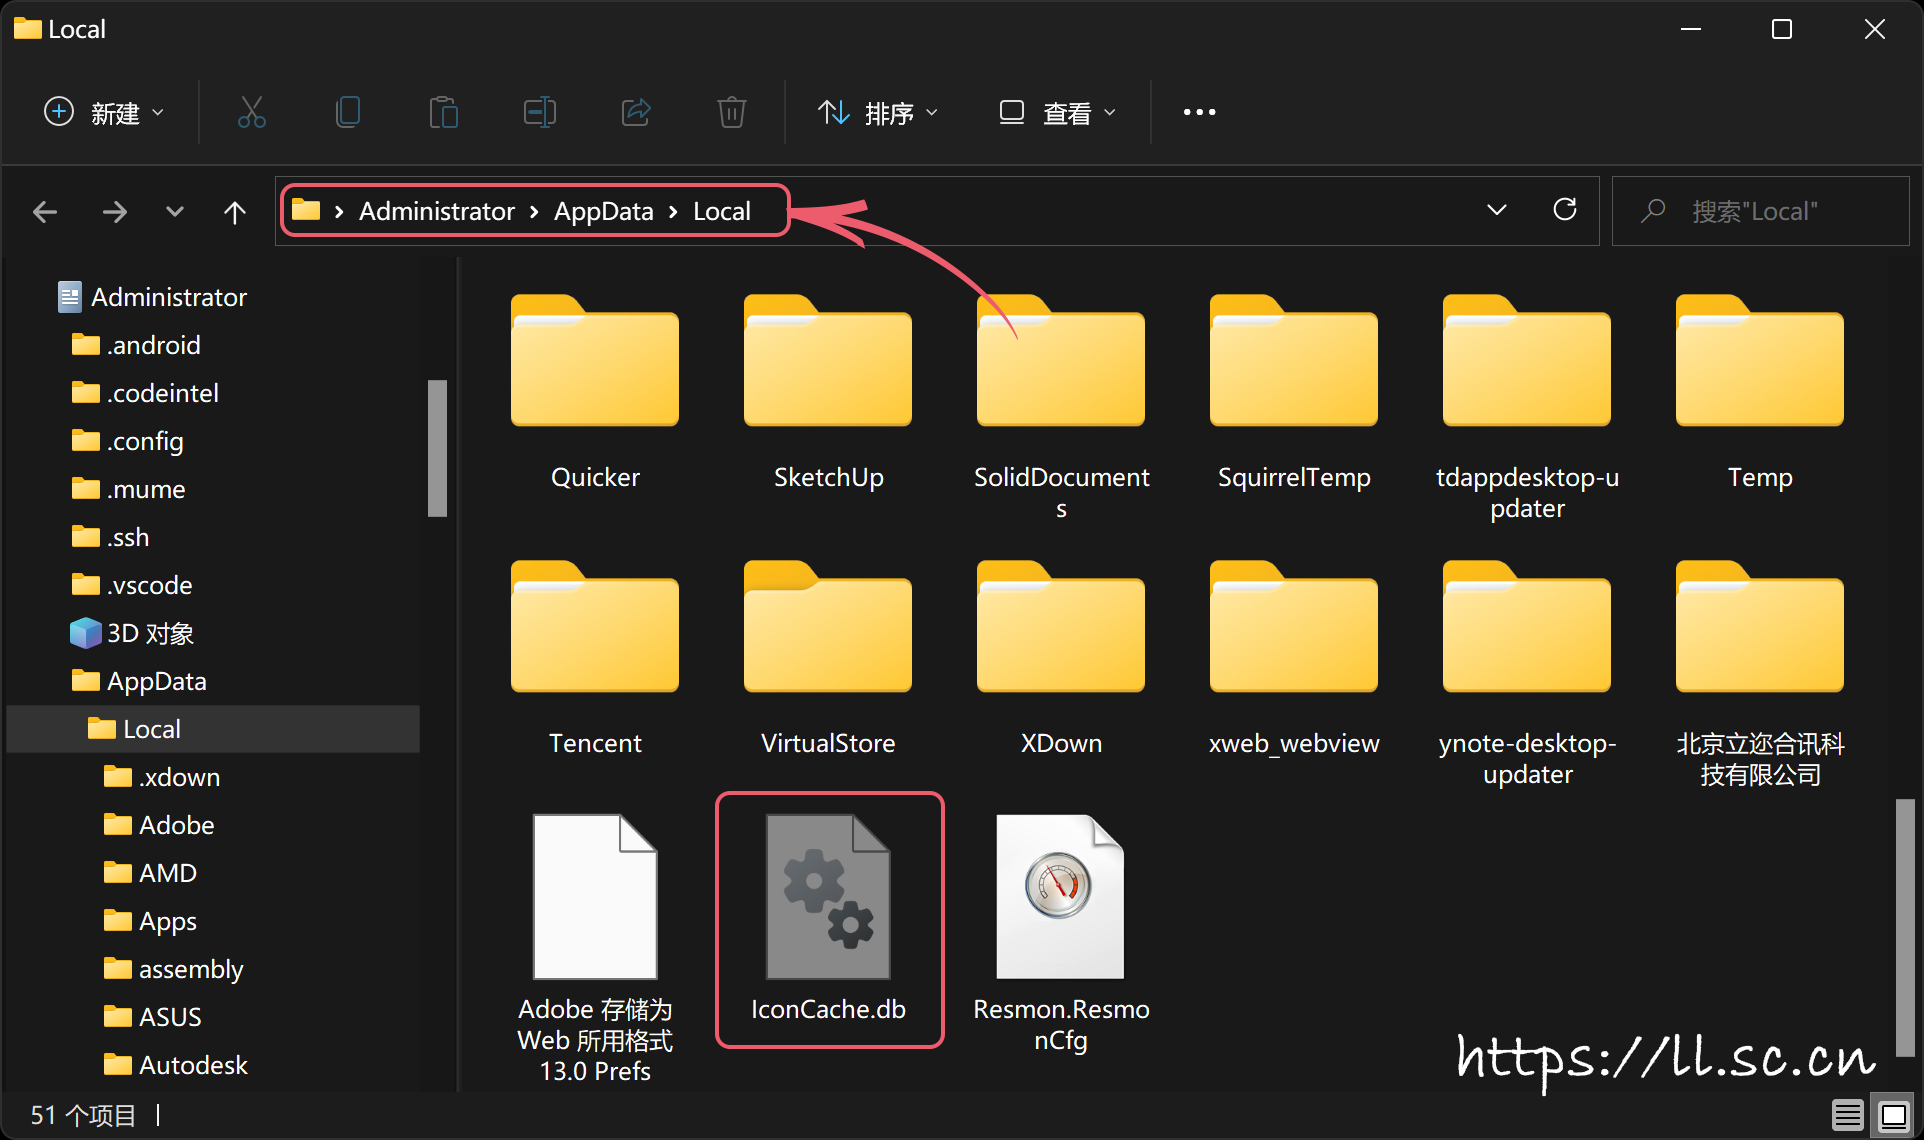 Local
新建
排序
查看
Administrator
AppData
Local
搜索"Local"
Administrator
.android
.codeintel
.config
.mume
.ssh
.vscode
3D 对象
AppData
Local
.xdown
Adobe
AMD
Apps
assembly
ASUS
Autodesk
Quicker
SketchUp
SolidDocument
s
SquirrelTemp
tdappdesktop-u
pdater
Temp
Tencent
VirtualStore
XDown
xweb_webview
ynote-desktop-
updater
北京立迩合讯科
技有限公司
Adobe 存储为
Web 所用格式
13.0 Prefs
IconCache.db
Resmon.Resmo
nCfg
https://ll.sc.cn
51 个项目